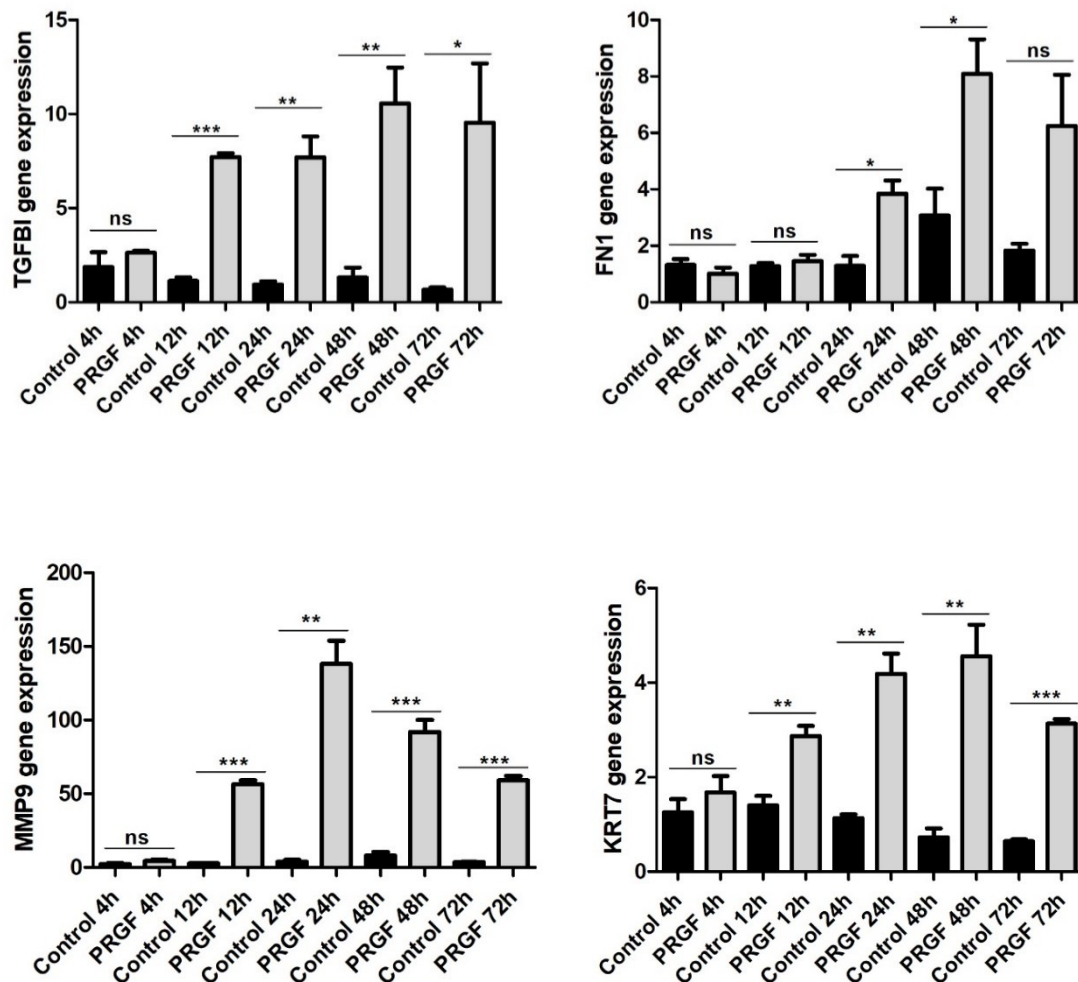 TGFBI gene expression
15
10
5
0
ns
***
**
**
*
Control 4h
PRGF 4h
Control 12h
PRGF 12h
Control 24h
PRGF 24h
Control 48h
PRGF 48h
Control 72h
PRGF 72h
FN1 gene expression
10
8
6
4
2
0
ns
ns
*
*
ns
Control 4h
PRGF 4h
Control 12h
PRGF 12h
Control 24h
PRGF 24h
Control 48h
PRGF 48h
Control 72h
PRGF 72h
MMP9 gene expression
200
150
100
50
0
ns
***
**
***
***
Control 4h
PRGF 4h
Control 12h
PRGF 12h
Control 24h
PRGF 24h
Control 48h
PRGF 48h
Control 72h
PRGF 72h
KRT7 gene expression
6
4
2
0
ns
**
**
**
***
Control 4h
PRGF 4h
Control 12h
PRGF 12h
Control 24h
PRGF 24h
Control 48h
PRGF 48h
Control 72h
PRGF 72h